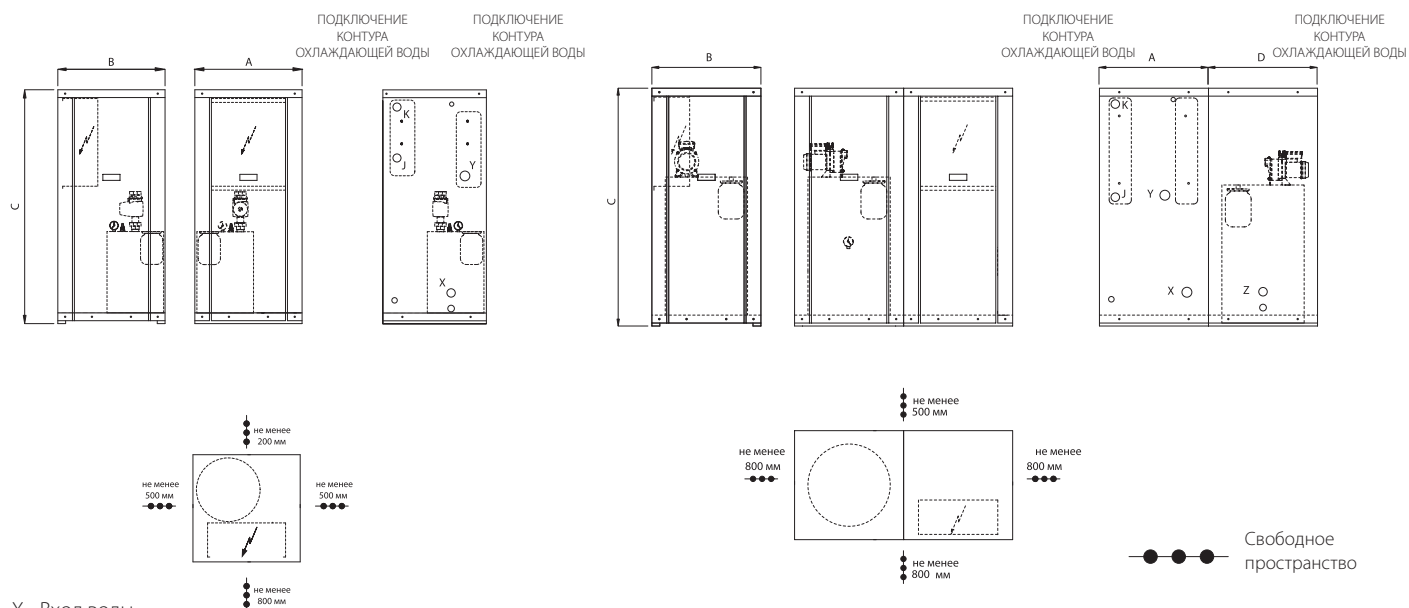 ПОДКЛЮЧЕНИЕ
КОНТУРА
ОХЛАЖДАЮЩЕЙ ВОДЫ
ПОДКЛЮЧЕНИЕ
КОНТУРА
ОХЛАЖДАЮЩЕЙ ВОДЫ
ПОДКЛЮЧЕНИЕ
КОНТУРА
ОХЛАЖДАЮЩЕЙ ВОДЫ
ПОДКЛЮЧЕНИЕ
КОНТУРА
ОХЛАЖДАЮЩЕЙ ВОДЫ
B
A
C
K
J
Y
X
B
C
A
D
K
J
Y
X
Z
не менее
200 мм
не менее
500 мм
не менее
500 мм
не менее
800 мм
не менее
500 мм
не менее
800 мм
не менее
800 мм
не менее
800 мм
Свободное
пространство
Вход воды